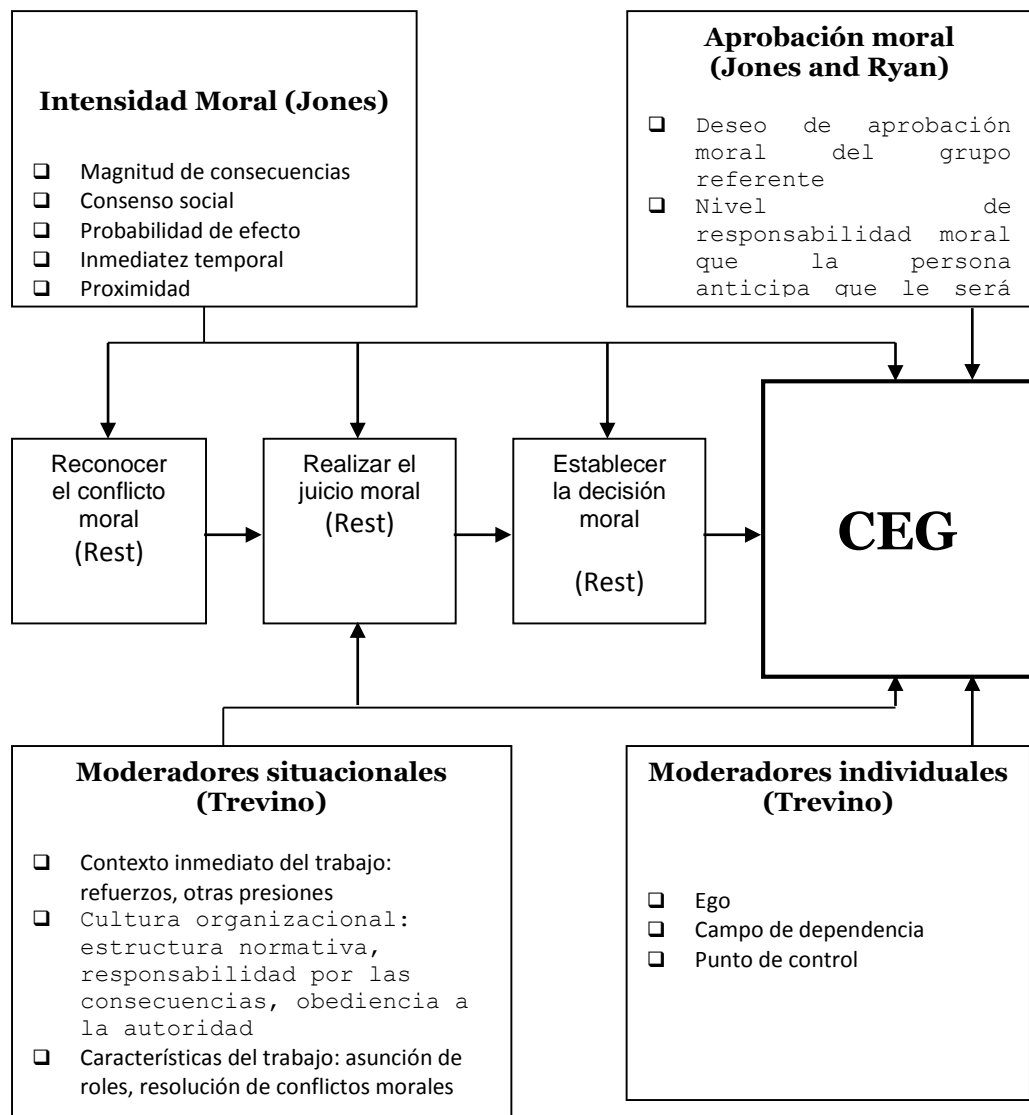 Intensidad Moral (Jones)
❑ Magnitud de consecuencias
❑ Consenso social
❑ Probabilidad de efecto
❑ Inmediatez temporal
❑ Proximidad
Aprobación moral
(Jones and Ryan)
❑ Deseo de aprobación
moral del grupo
referente
❑ Nivel de
responsabilidad moral
que la persona
anticipa que le será
Reconocer
el conflicto
moral
(Rest)
Realizar el
juicio moral
(Rest)
Establecer
la decisión
moral
(Rest)
CEG
Moderadores situacionales
(Trevino)
❑ Contexto inmediato del trabajo:
refuerzos, otras presiones
❑ Cultura organizacional:
estructura normativa,
responsabilidad por las
consecuencias, obediencia a
la autoridad
❑ Características del trabajo: asunción de
roles, resolución de conflictos morales
Moderadores individuales
(Trevino)
❑ Ego
❑ Campo de dependencia
❑ Punto de control